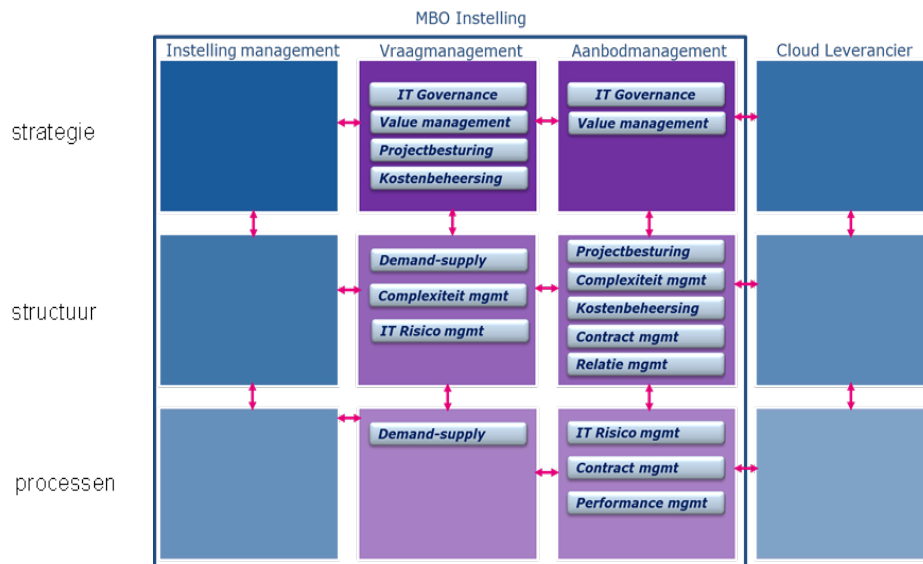 MBO Instelling
Instelling management
Vraagmanagement
Aanbodmanagement
Cloud Leverancier
strategie
IT Governance
Value management
Projectbesturing
Kostenbeheersing
IT Governance
Value management
structuur
Demand-supply
Complexiteit mgmt
IT Risico mgmt
Projectbesturing
Complexiteit mgmt
Kostenbeheersing
Contract mgmt
Relatie mgmt
processen
Demand-supply
IT Risico mgmt
Contract mgmt
Performance mgmt